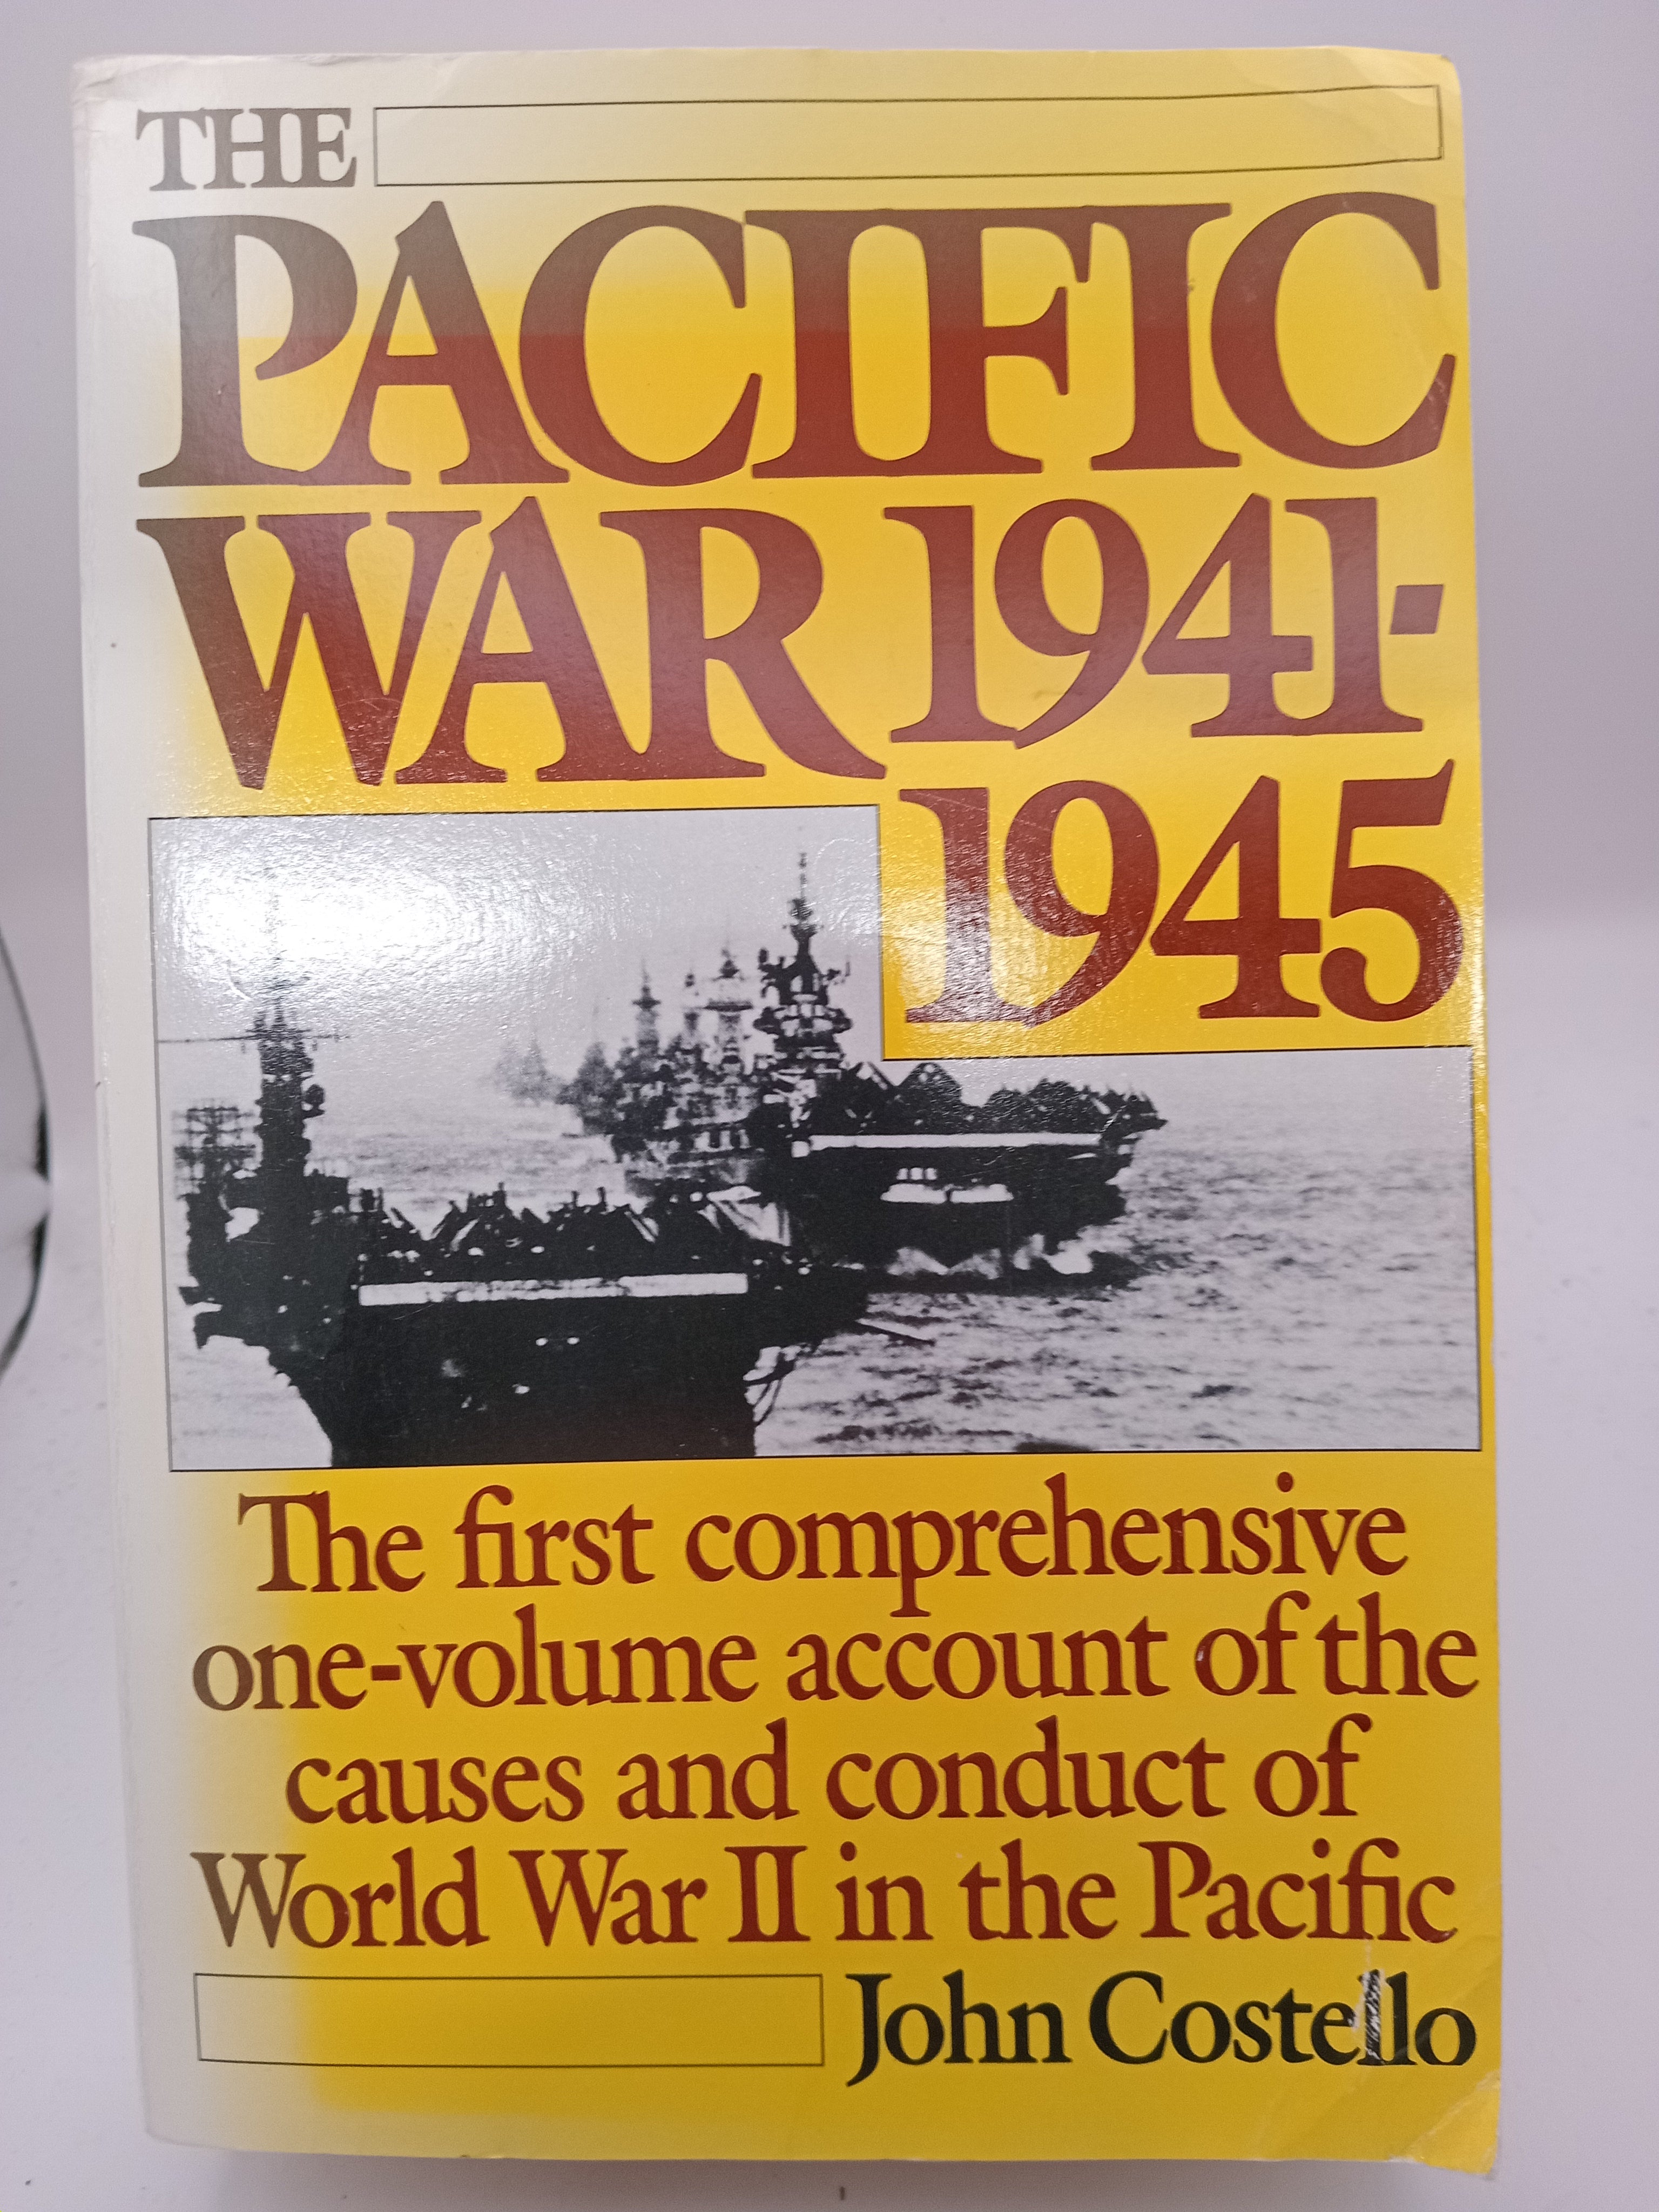 THE
PACIFIC
WAR 1941-
1945
The first comprehensive
one-volume account of the
causes and conduct of
World War II in the Pacific
John Costello